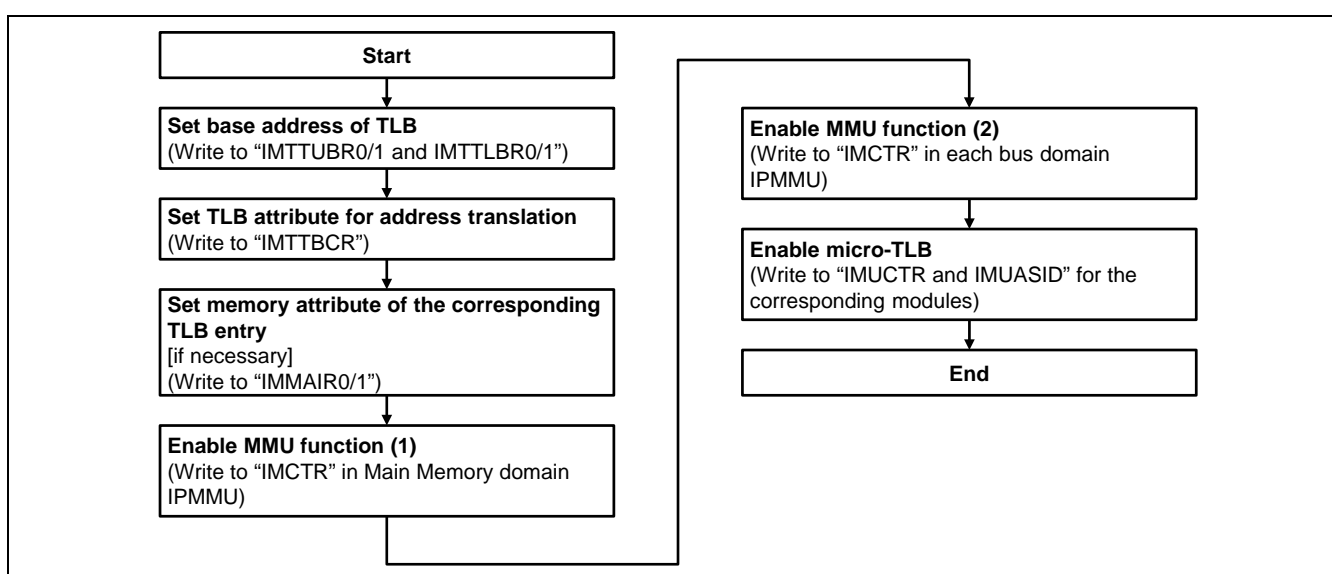 Start
Set base address of TLB
(Write to “IMTTUBR0/1 and IMTTLBR0/1”)
Set TLB attribute for address translation
(Write to “IMTTBCR”)
Set memory attribute of the corresponding
TLB entry
[if necessary]
(Write to “IMMAIR0/1”)
Enable MMU function (1)
(Write to “IMCTR” in Main Memory domain
IPMMU)
Enable MMU function (2)
(Write to “IMCTR” in each bus domain
IPMMU)
Enable micro-TLB
(Write to “IMUCTR and IMUASID” for the
corresponding modules)
End